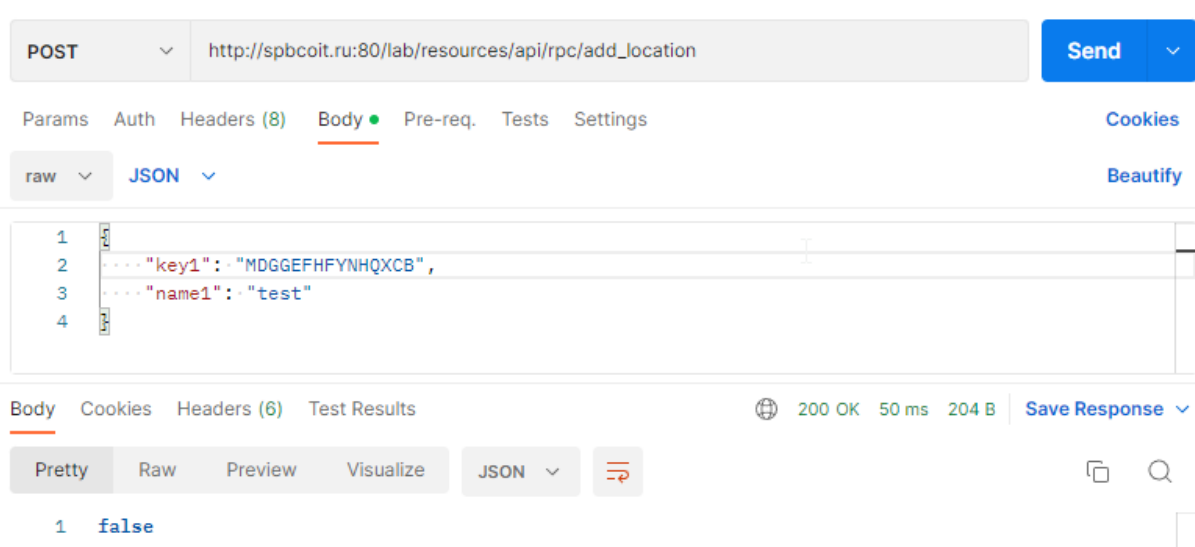 POST http://spbcoit.ru:80/lab/resources/api/rpc/add_location Send
Params Auth Headers (8) Body Pre-req. Tests Settings Cookies
raw JSON Beautify
1 {
2 "key1": "MDGGEFHFYNHQXCB",
3 "name1": "test"
4 }
Body Cookies Headers (6) Test Results 200 OK 50 ms 204 B Save Response
Pretty Raw Preview Visualize JSON
1 false